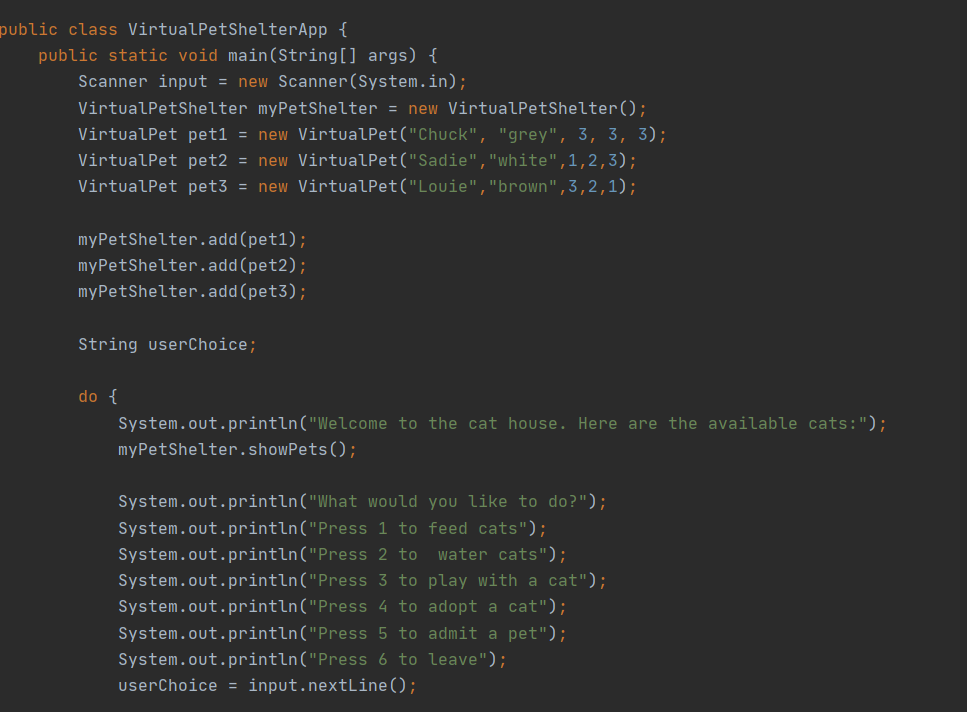 public class VirtualPetShelterApp {
    public static void main(String[] args) {
        Scanner input = new Scanner(System.in);
        VirtualPetShelter myPetShelter = new VirtualPetShelter();
        VirtualPet pet1 = new VirtualPet("Chuck", "grey", 3, 3, 3);
        VirtualPet pet2 = new VirtualPet("Sadie","white",1,2,3);
        VirtualPet pet3 = new VirtualPet("Louie","brown",3,2,1);

        myPetShelter.add(pet1);
        myPetShelter.add(pet2);
        myPetShelter.add(pet3);

        String userChoice;

        do {
            System.out.println("Welcome to the cat house. Here are the available cats:");
            myPetShelter.showPets();

            System.out.println("What would you like to do?");
            System.out.println("Press 1 to feed cats");
            System.out.println("Press 2 to  water cats");
            System.out.println("Press 3 to play with a cat");
            System.out.println("Press 4 to adopt a cat");
            System.out.println("Press 5 to admit a pet");
            System.out.println("Press 6 to leave");
            userChoice = input.nextLine();